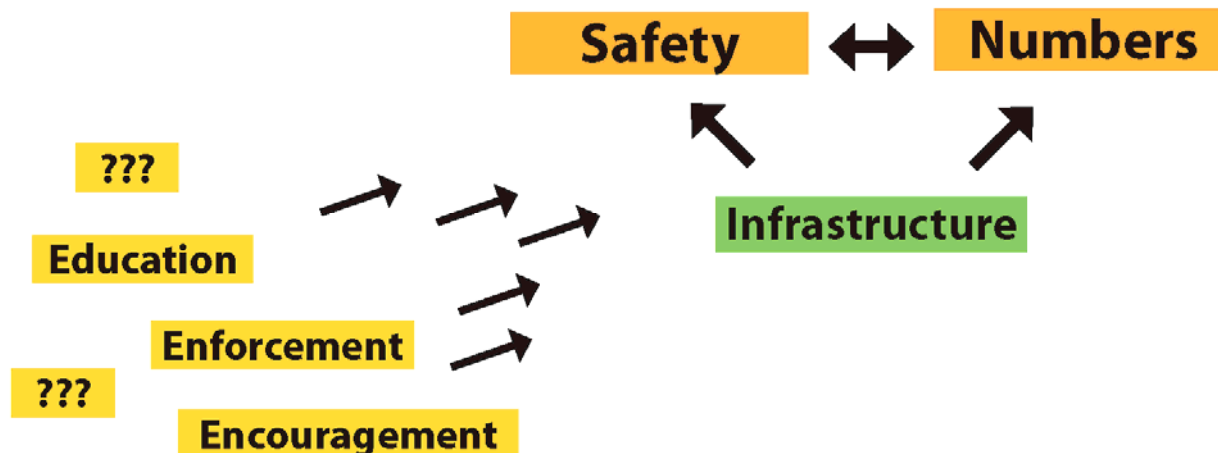 Safety
Numbers
Infrastructure
???
Education
Enforcement
???
Encouragement